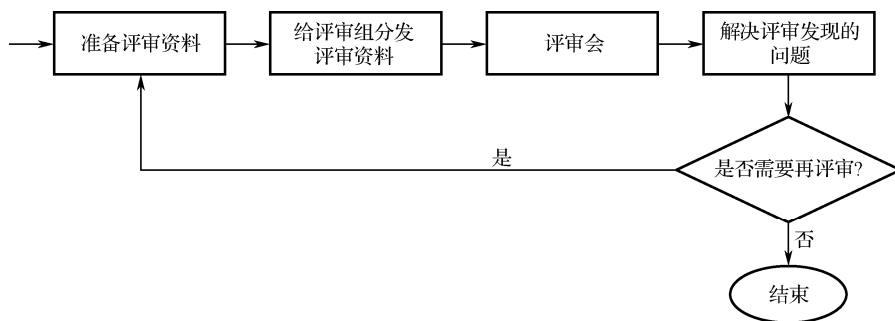 准备评审资料
给评审组分发
评审资料
评审会
解决评审发现的
问题
是
是否需要再评审?
否
结束